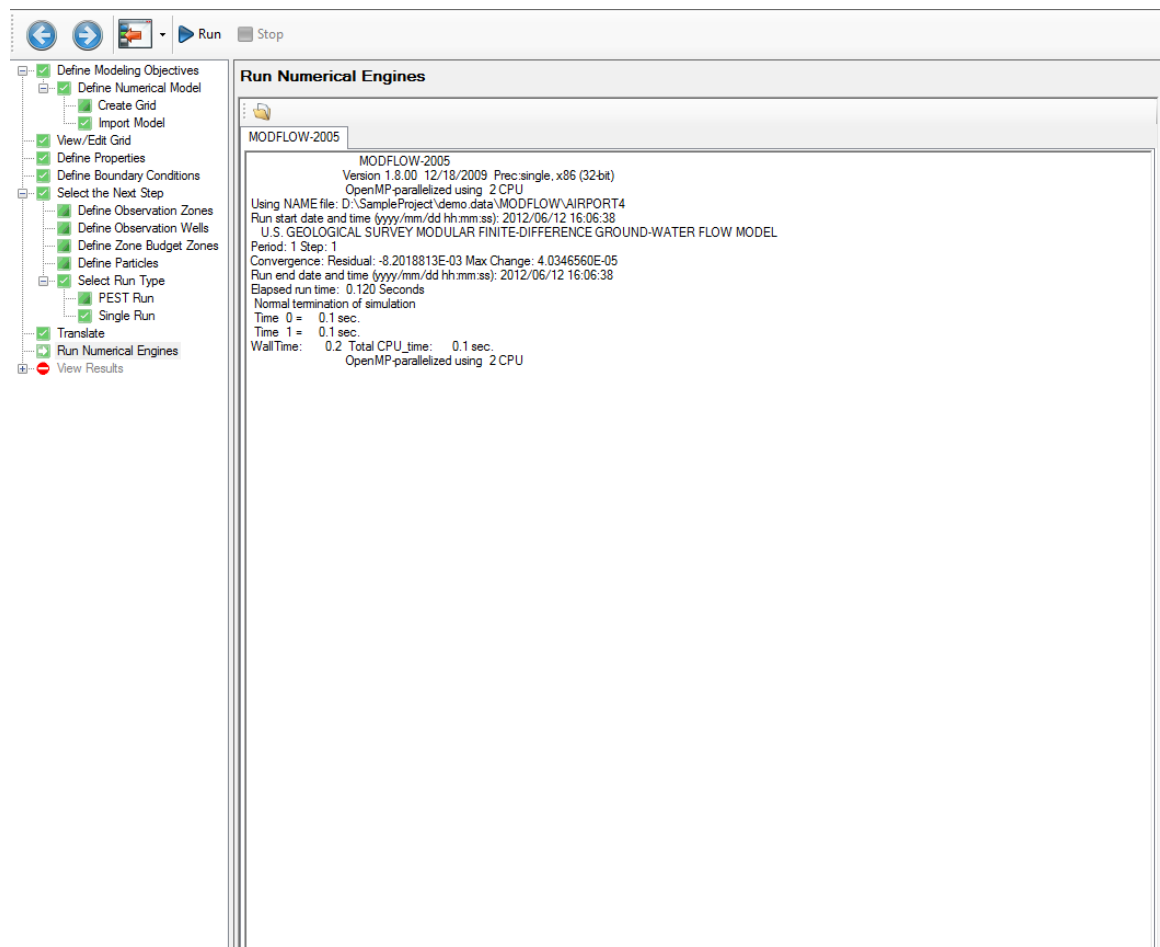 Run Stop
Define Modeling Objectives
Define Numerical Model
Create Grid
Import Model
View/Edit Grid
Define Properties
Define Boundary Conditions
Select the Next Step
Define Observation Zones
Define Observation Wells
Define Zone Budget Zones
Define Particles
Select Run Type
PEST Run
Single Run
Translate
Run Numerical Engines
View Results
Run Numerical Engines
MODFLOW-2005
MODFLOW-2005
Version 1.8.00 12/18/2009 Prec:single, x86 (32-bit)
OpenMP-parallelized using 2 CPU
Using NAME file: D:\SampleProject\demo.data\MODFLOW\AIRPORT4
Run start date and time (yyyy/mm/dd hh:mm:ss): 2012/06/12 16:06:38
U.S. GEOLOGICAL SURVEY MODULAR FINITE-DIFFERENCE GROUND-WATER FLOW MODEL
Period: 1 Step: 1
Convergence: Residual: -8.2018813E-03 Max Change: 4.0346560E-05
Run end date and time (yyyy/mm/dd hh:mm:ss): 2012/06/12 16:06:38
Elapsed run time: 0.120 Seconds
Normal termination of simulation
Time 0 = 0.1 sec.
Time 1 = 0.1 sec.
WallTime: 0.2 Total CPU_time: 0.1 sec.
OpenMP-parallelized using 2 CPU